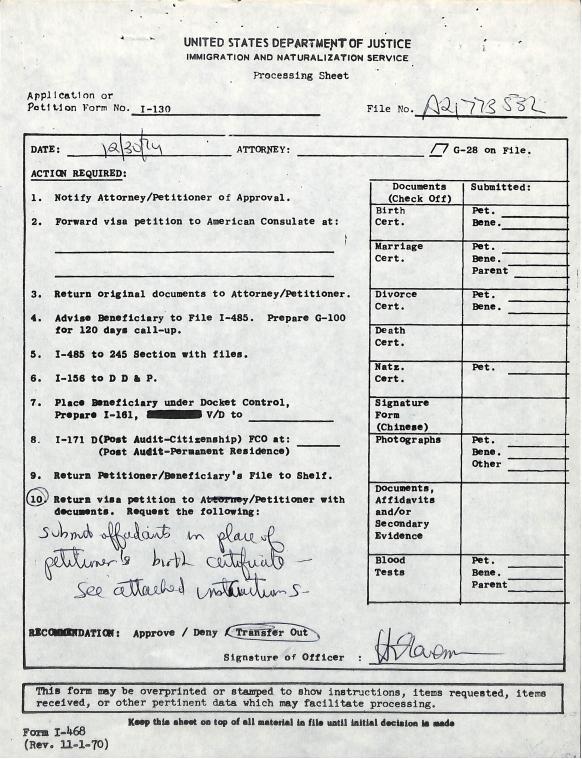 UNITED STATES DEPARTMENT OF JUSTICE
IMMIGRATION AND NATURALIZATION SERVICE
Processing Sheet
Application or
Petition Form No. I-130
File No. A21 773 532
DATE: 12/30/74 ATTORNEY: G-28 on File.
ACTION REQUIRED:
1. Notify Attorney/Petitioner of Approval.
2. Forward visa petition to American Consulate at:
3. Return original documents to Attorney/Petitioner.
4. Advise Beneficiary to File I-485. Prepare G-100
for 120 days call-up.
5. I-485 to 245 Section with files.
6. I-156 to D D & P.
7. Place Beneficiary under Docket Control,
Prepare I-161, V/D to
8. I-171 D(Post Audit-Citizenship) FCO at:
(Post Audit-Permanent Residence)
9. Return Petitioner/Beneficiary's File to Shelf.
10. Return visa petition to Attorney/Petitioner with
documents. Request the following:
Submit affadavits in place of
petitioner's birth certificate —
see attached instructions-
RECOMMENDATION: Approve / Deny / Transfer Out
Signature of Officer :
Documents Submitted:
(Check Off)
Birth Pet.
Cert. Bene.
Marriage Pet.
Cert. Bene.
Parent
Divorce Pet.
Cert. Bene.
Death
Cert.
Natz. Pet.
Cert.
Signature
Form
(Chinese)
Photographs Pet.
Bene.
Other
Documents,
Affidavits
and/or
Secondary
Evidence
Blood Pet.
Tests Bene.
Parent
This form may be overprinted or stamped to show instructions, items requested, items
received, or other pertinent data which may facilitate processing.
Keep this sheet on top of all material in file until initial decision is made
Form I-468
(Rev. 11-1-70)